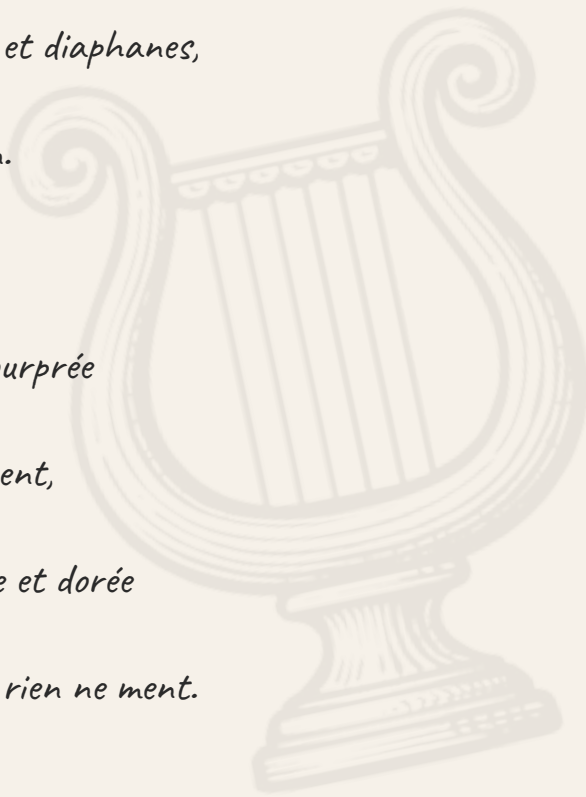 et diaphanes,
urprée
ent,
e et dorée
rien ne ment.